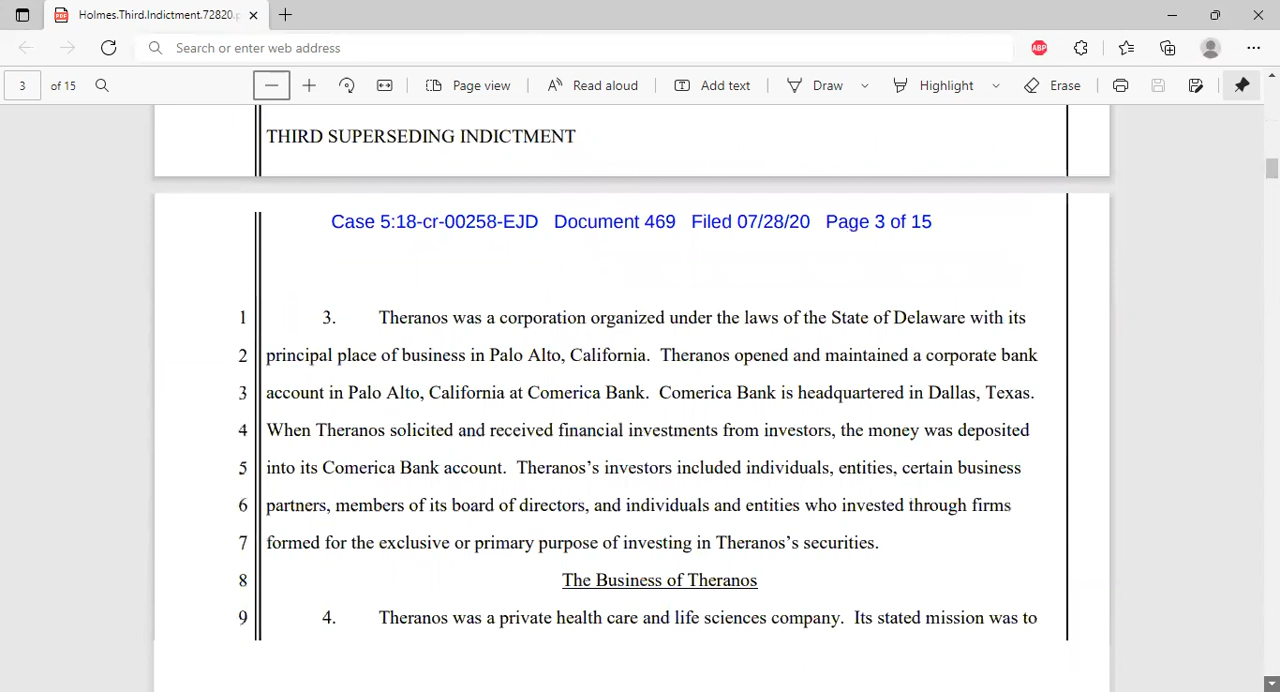 Holmes.Third.Indictment.72820.p
Search or enter web address
ABP
3 of 15
Page view
Read aloud
Add text
Draw
Highlight
Erase
THIRD SUPERSEDING INDICTMENT
Case 5:18-cr-00258-EJD Document 469 Filed 07/28/20 Page 3 of 15
1 3. Theranos was a corporation organized under the laws of the State of Delaware with its
2 principal place of business in Palo Alto, California. Theranos opened and maintained a corporate bank
3 account in Palo Alto, California at Comerica Bank. Comerica Bank is headquartered in Dallas, Texas.
4 When Theranos solicited and received financial investments from investors, the money was deposited
5 into its Comerica Bank account. Theranos’s investors included individuals, entities, certain business
6 partners, members of its board of directors, and individuals and entities who invested through firms
7 formed for the exclusive or primary purpose of investing in Theranos’s securities.
8 The Business of Theranos
9 4. Theranos was a private health care and life sciences company. Its stated mission was to